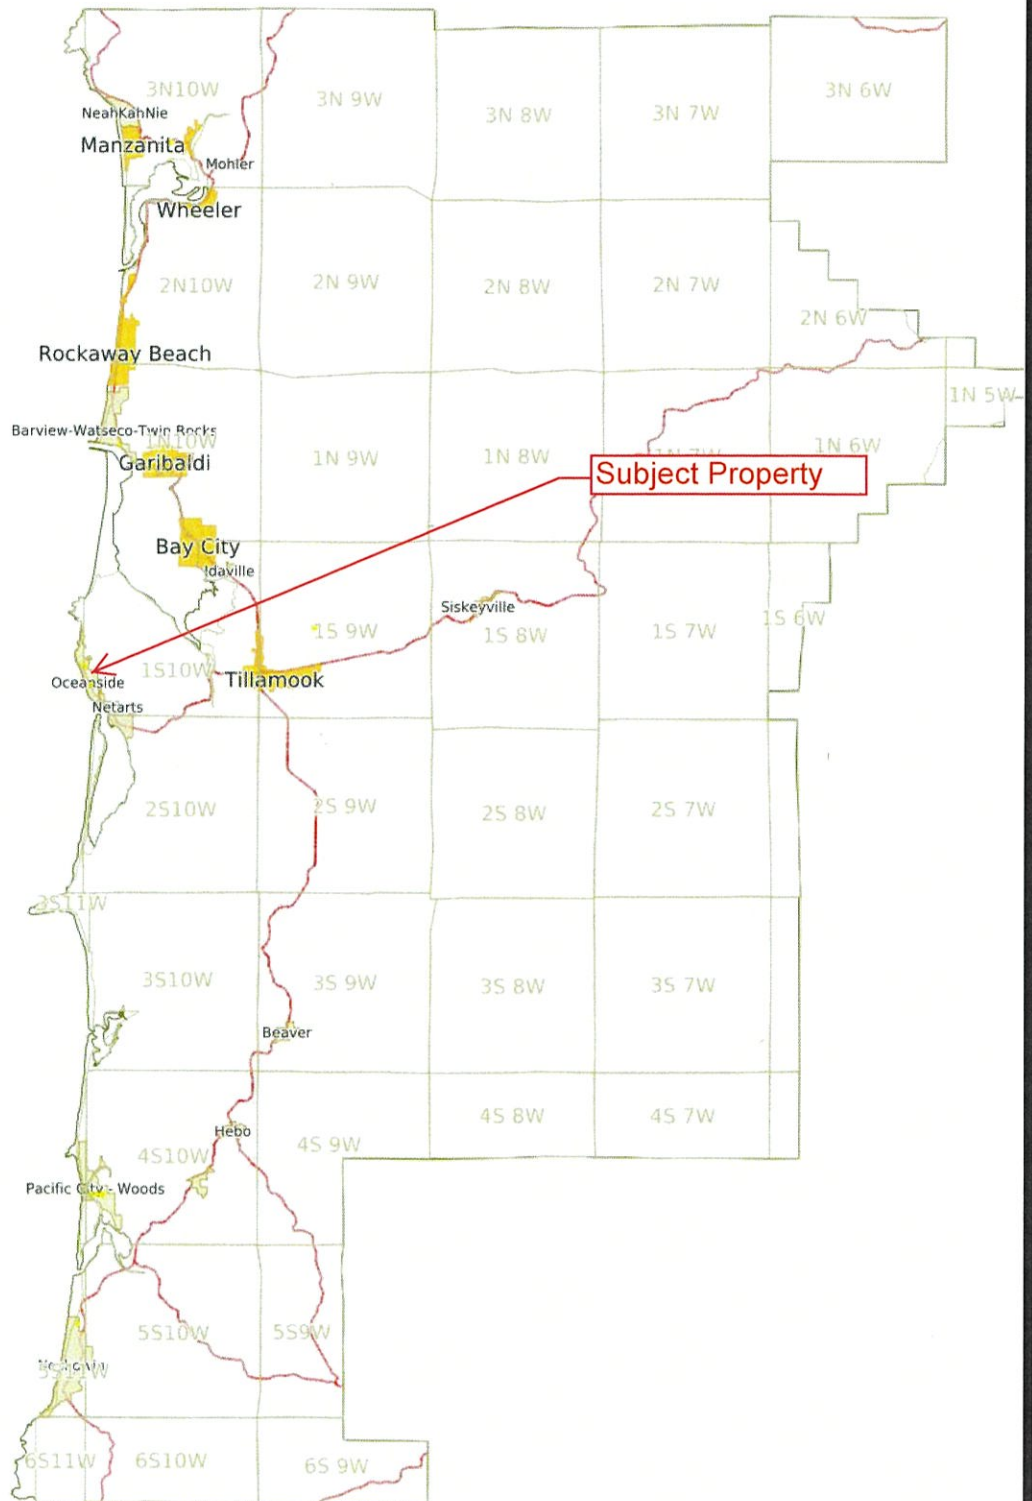 3N10W
3N 9W
3N 8W
3N 7W
3N 6W
NeahKahNie
Manzanita
Mohler
Wheeler
2N10W
2N 9W
2N 8W
2N 7W
2N 6W
Rockaway Beach
1N 5W
Barview-Watseco-Twin Rocks
1N10W
1N 9W
1N 8W
1N 7W
1N 6W
Garibaldi
Subject Property
Bay City
Idaville
Siskeyville
1S 9W
1S 8W
1S 7W
1S 6W
1S10W
Oceanside
Tillamook
Netarts
2S10W
2S 9W
2S 8W
2S 7W
3S11W
3S10W
3S 9W
3S 8W
3S 7W
Beaver
4S 8W
4S 7W
Hebo
4S10W
4S 9W
Pacific City - Woods
5S10W
5S9W
5S11W
6S11W
6S10W
6S 9W